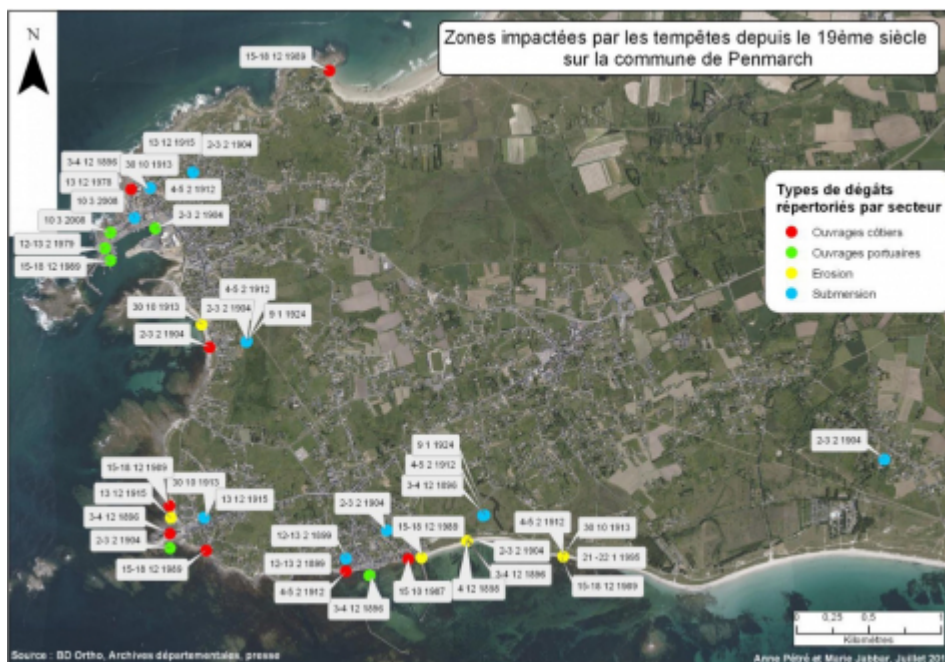 Zones impactées par les tempêtes depuis le 19ème siècle
sur la commune de Penmarch
N
15-18 12 1989
13 12 1915
2-3 2 1904
3-4 12 1896
30 10 1913
13 12 1978
4-5 2 1912
10 3 2008
10 3 2008
2-3 2 1904
12-13 2 1979
15-18 12 1989
Types de dégâts
répertoriés par secteur
Ouvrages côtiers
Ouvrages portuaires
Erosion
Submersion
4-5 2 1912
30 10 1913
2-3 2 1904
9 1 1924
2-3 2 1904
2-3 2 1904
9 1 1924
4-5 2 1912
3-4 12 1896
15-18 12 1989
30 10 1913
13 12 1915
13 12 1915
3-4 12 1896
2-3 2 1904
15-18 12 1989
2-3 2 1904
12-13 2 1899
15-18 12 1989
4-5 2 1912
30 10 1913
12-13 2 1899
2-3 2 1904
21 -22 1 1995
4-5 2 1912
15 10 1987
4 12 1898
3-4 12 1896
15-18 12 1989
3-4 12 1896
0 0,25 0,5 1
Kilomètres
Source : BD Ortho, Archives départementales, presse
Anne Pétré et Marie Jabbar, Juillet